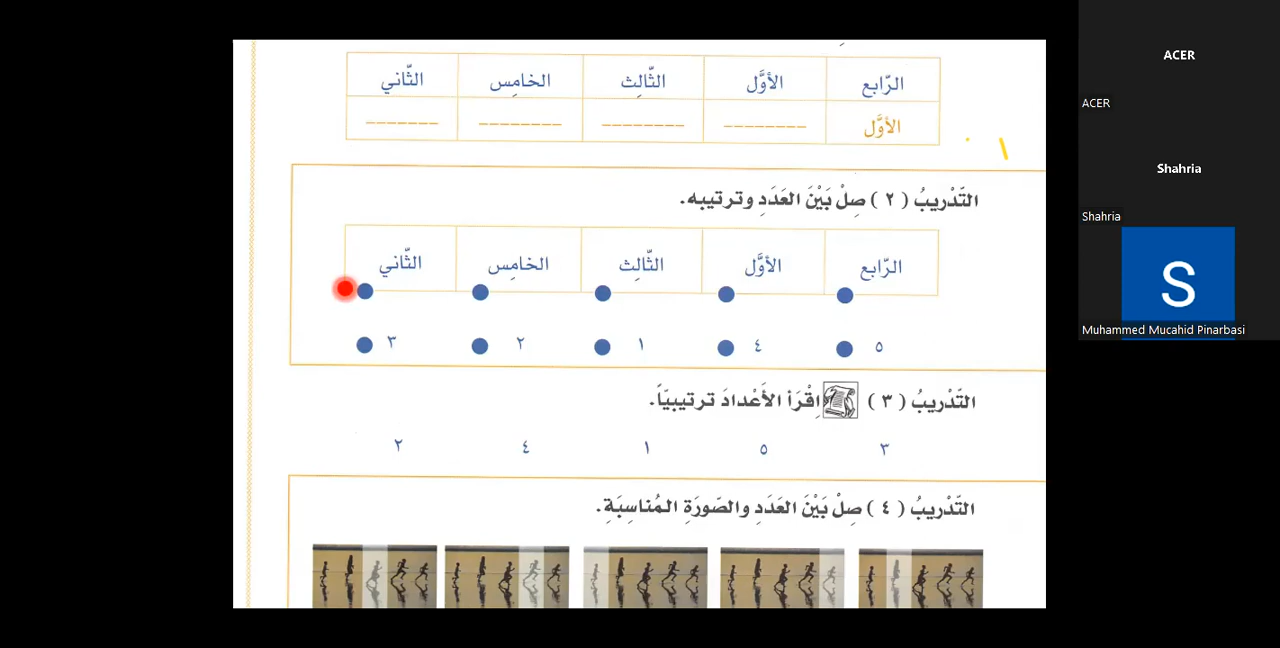 الرّابع الأوَّل الثّالِث الخامِس الثّاني
الأوَّل -------- -------- -------- -------
١
التّدْريبُ ( ٢ ) صِلْ بَيْنَ العَدَدِ وترتيبه.
الرّابع الأوَّل الثّالِث الخامِس الثّاني
٥ ٤ ١ ٢ ٣
التّدْريبُ ( ٣ ) اِقْرَأ الأَعْدادَ ترتيبيّاً.
٣ ٥ ١ ٤ ٢
التّدْريبُ ( ٤ ) صِلْ بَيْنَ العَدَدِ والصّورَةِ المُناسِبَةِ.
ACER
ACER
Shahria
Shahria
S
Muhammed Mucahid Pinarbasi